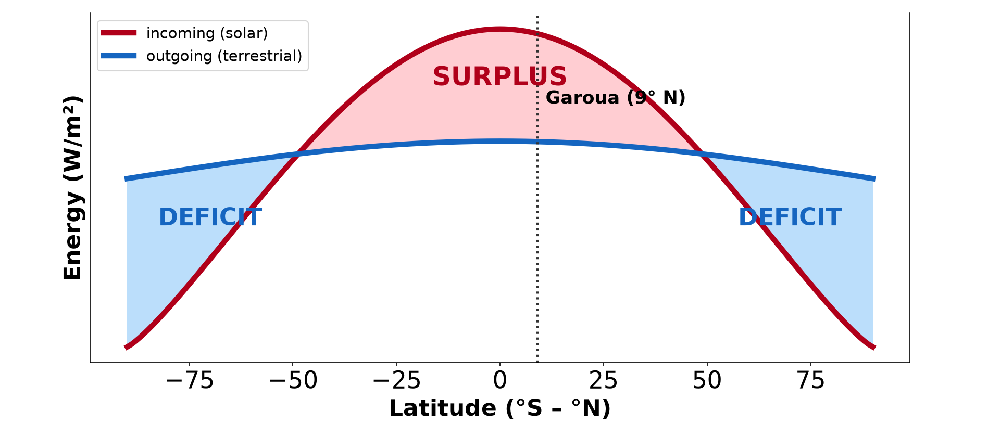 incoming (solar)
outgoing (terrestrial)
SURPLUS
Garoua (9° N)
DEFICIT
DEFICIT
Energy (W/m²)
−75
−50
−25
0
25
50
75
Latitude (°S – °N)